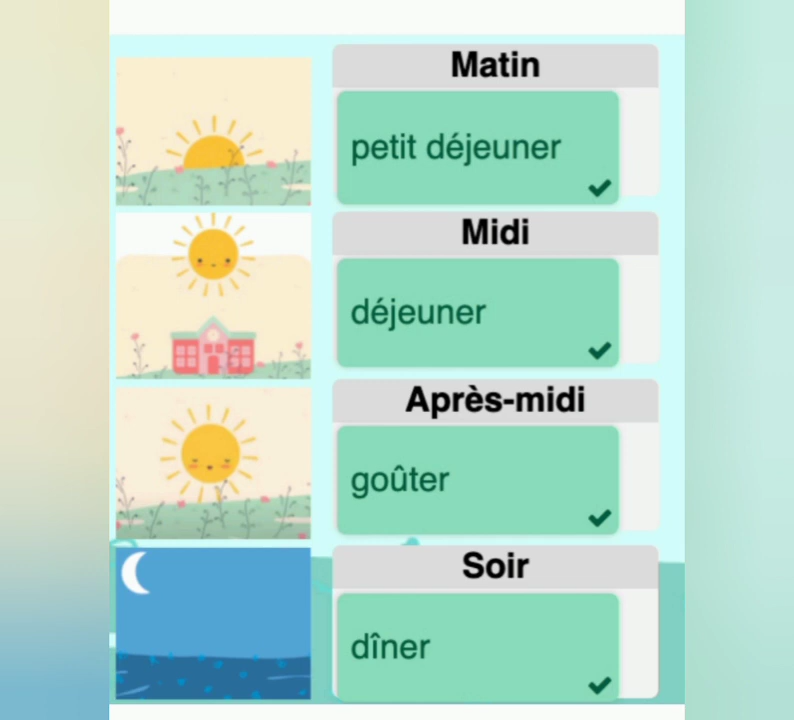 Matin
petit déjeuner
Midi
déjeuner
Après-midi
goûter
Soir
dîner